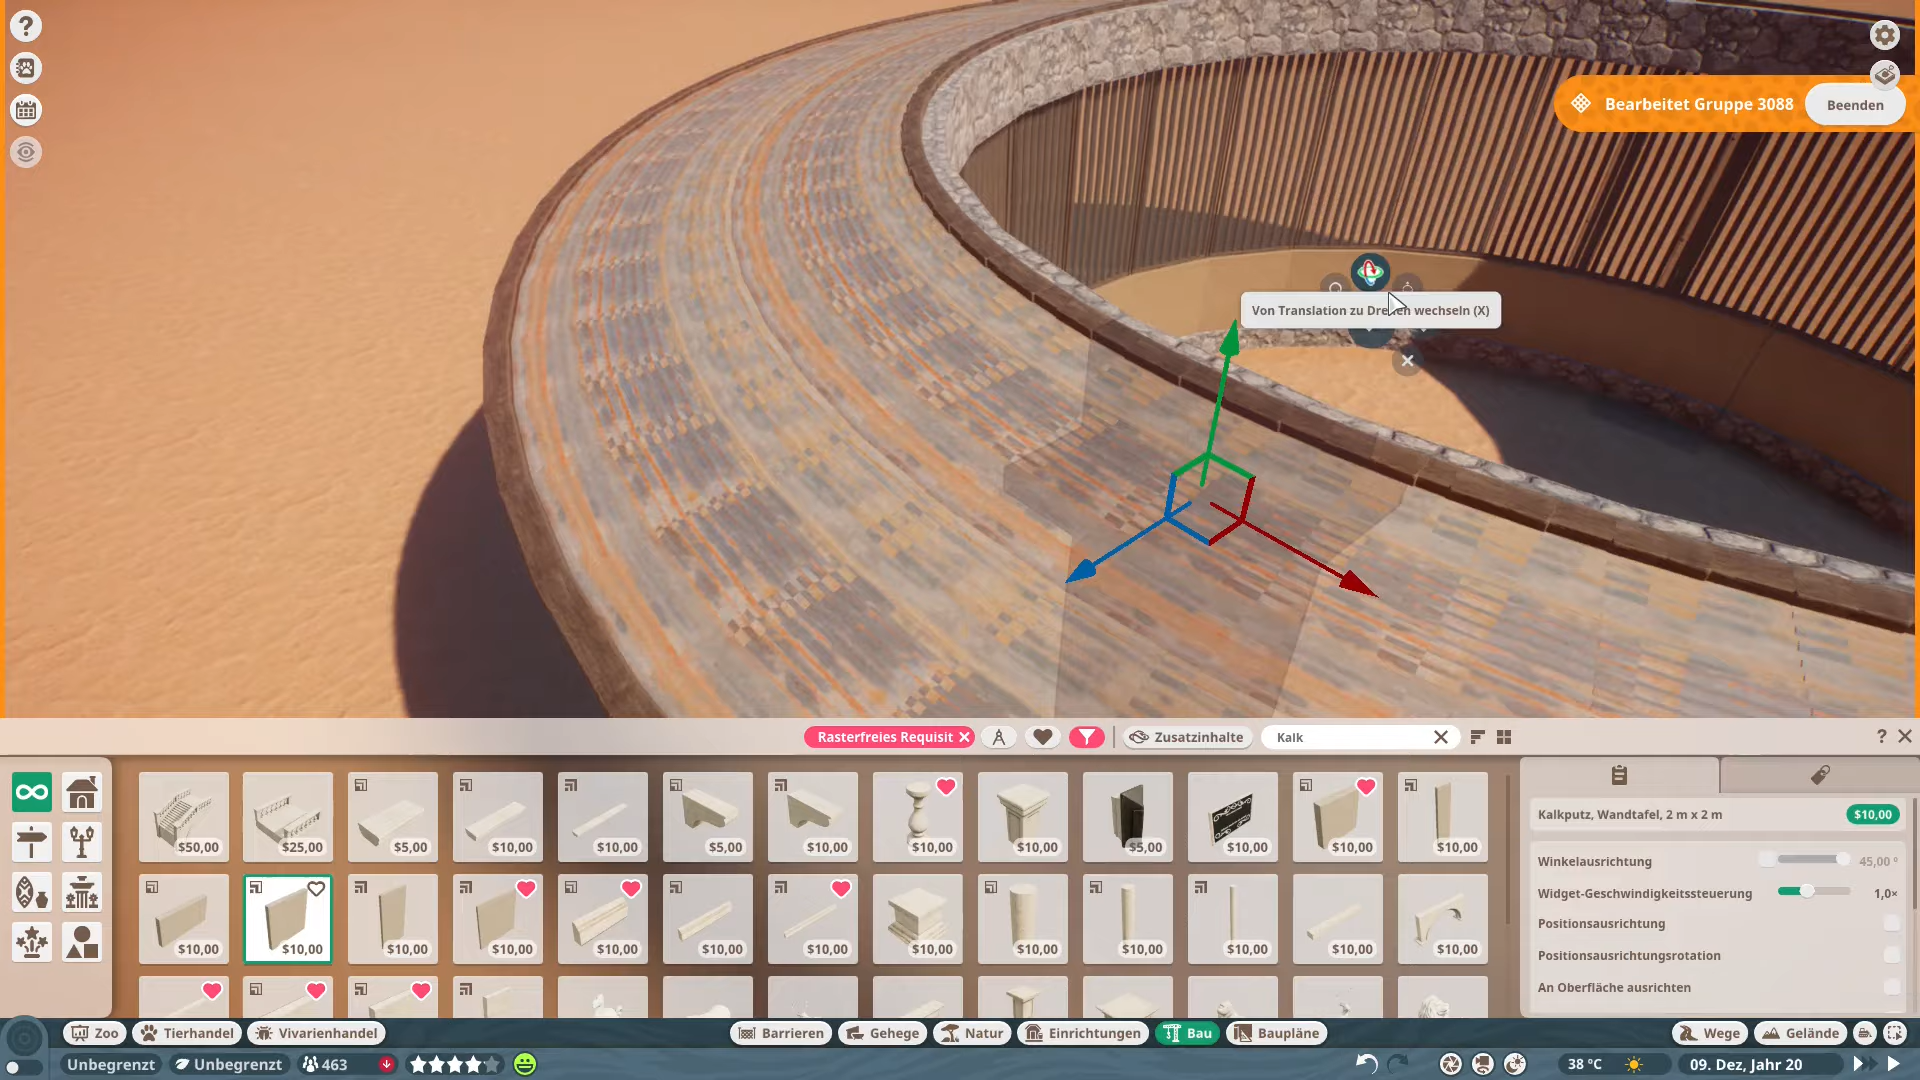 Bearbeitet Gruppe 3088
Beenden
Von Translation zu Drehen wechseln (X)
Rasterfreies Requisit
Zusatzinhalte
Kalk
?
$50,00
$25,00
$5,00
$10,00
$10,00
$5,00
$10,00
$10,00
$10,00
$5,00
$10,00
$10,00
$10,00
$10,00
$10,00
$10,00
$10,00
$10,00
$10,00
$10,00
$10,00
$10,00
$10,00
$10,00
Kalkputz, Wandtafel, 2 m x 2 m
$10,00
Winkelausrichtung
45,00 °
Widget-Geschwindigkeitssteuerung
1,0×
Positionsausrichtung
Positionsausrichtungsrotation
An Oberfläche ausrichten
Zoo
Tierhandel
Vivarienhandel
Barrieren
Gehege
Natur
Einrichtungen
Bau
Baupläne
Wege
Gelände
Unbegrenzt
Unbegrenzt
463
38 °C
09. Dez, Jahr 20